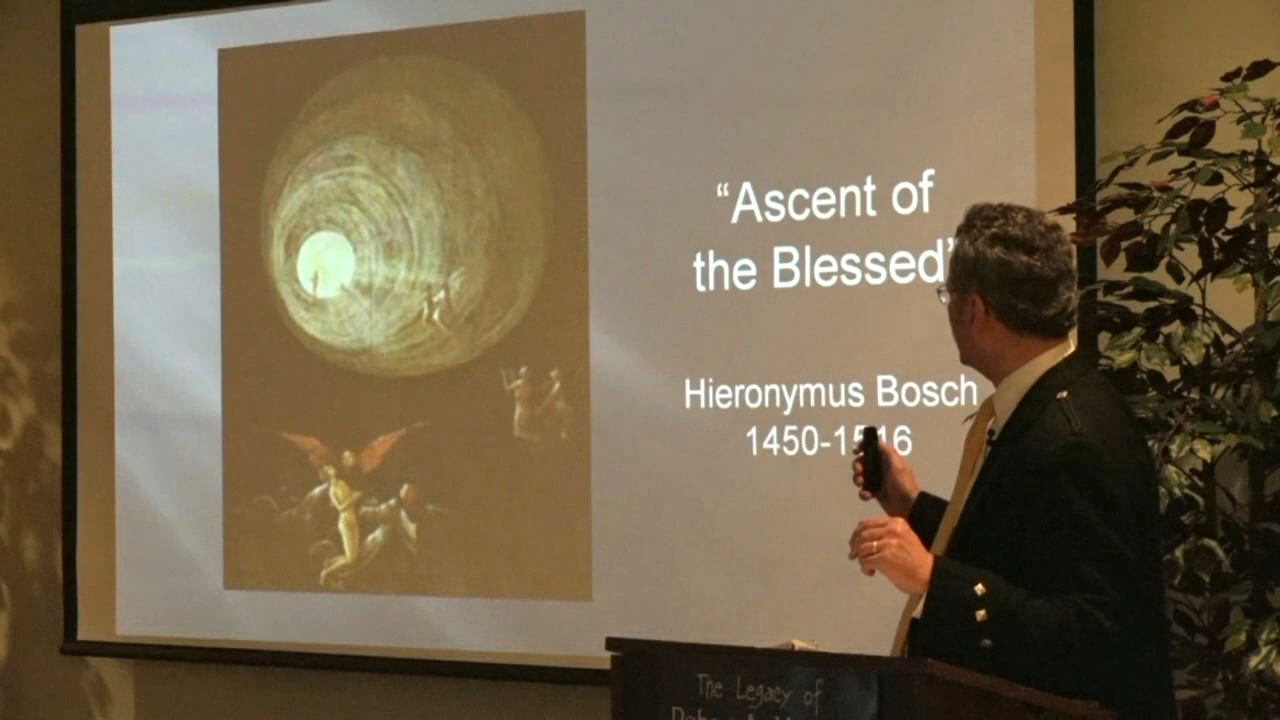 “Ascent of
the Blessed”
Hieronymus Bosch
1450-1516
The Legacy of